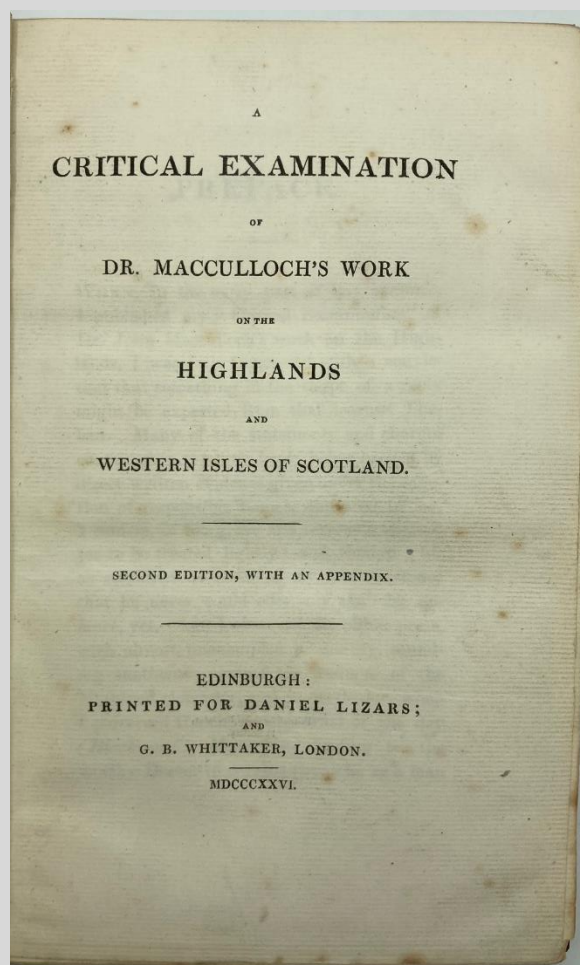 A
CRITICAL EXAMINATION
OF
DR. MACCULLOCH'S WORK
ON THE
HIGHLANDS
AND
WESTERN ISLES OF SCOTLAND.
SECOND EDITION, WITH AN APPENDIX.
EDINBURGH:
PRINTED FOR DANIEL LIZARS;
AND
G. B. WHITTAKER, LONDON.
MDCCCXXVI.